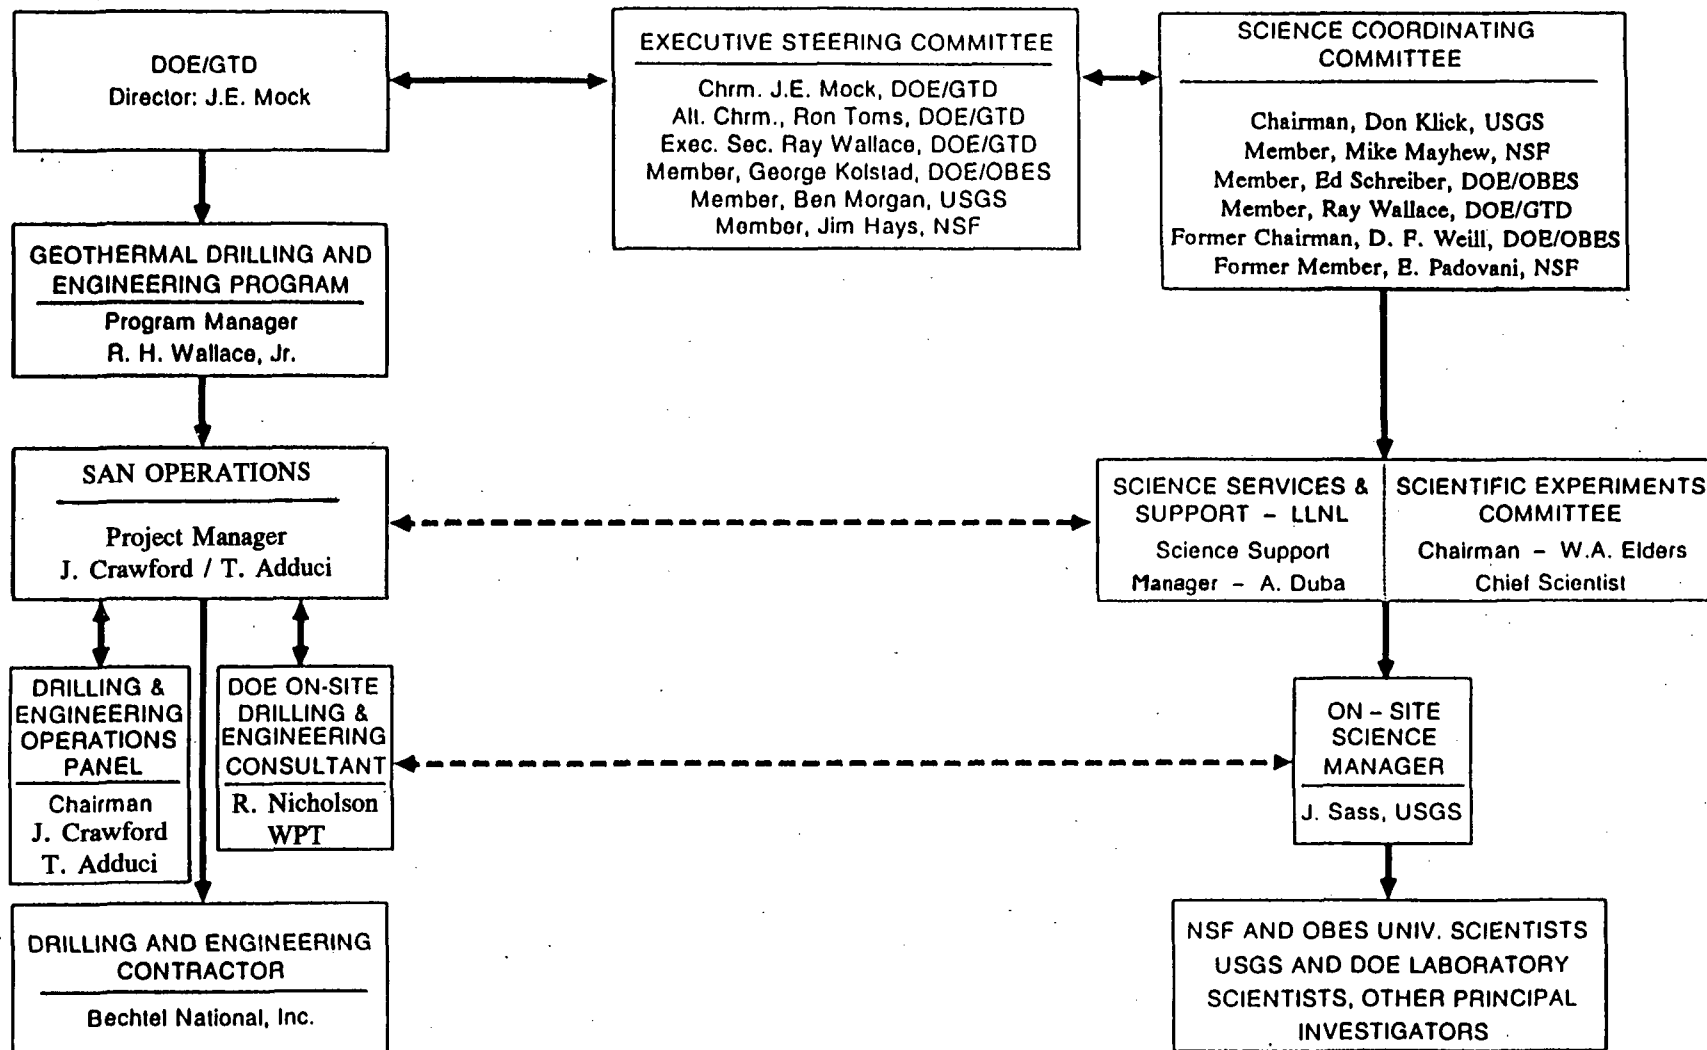 DOE/GTD
Director: J.E. Mock
EXECUTIVE STEERING COMMITTEE
Chrm. J.E. Mock, DOE/GTD
Alt. Chrm., Ron Toms, DOE/GTD
Exec. Sec. Ray Wallace, DOE/GTD
Member, George Kolstad, DOE/OBES
Member, Ben Morgan, USGS
Member, Jim Hays, NSF
SCIENCE COORDINATING
COMMITTEE
Chairman, Don Klick, USGS
Member, Mike Mayhew, NSF
Member, Ed Schreiber, DOE/OBES
Member, Ray Wallace, DOE/GTD
Former Chairman, D. F. Weill, DOE/OBES
Former Member, E. Padovani, NSF
GEOTHERMAL DRILLING AND
ENGINEERING PROGRAM
Program Manager
R. H. Wallace, Jr.
SAN OPERATIONS
Project Manager
J. Crawford / T. Adduci
SCIENCE SERVICES &
SUPPORT – LLNL
Science Support
Manager – A. Duba
SCIENTIFIC EXPERIMENTS
COMMITTEE
Chairman – W.A. Elders
Chief Scientist
DRILLING &
ENGINEERING
OPERATIONS
PANEL
Chairman
J. Crawford
T. Adduci
DOE ON-SITE
DRILLING &
ENGINEERING
CONSULTANT
R. Nicholson
WPT
ON – SITE
SCIENCE
MANAGER
J. Sass, USGS
DRILLING AND ENGINEERING
CONTRACTOR
Bechtel National, Inc.
NSF AND OBES UNIV. SCIENTISTS
USGS AND DOE LABORATORY
SCIENTISTS, OTHER PRINCIPAL
INVESTIGATORS